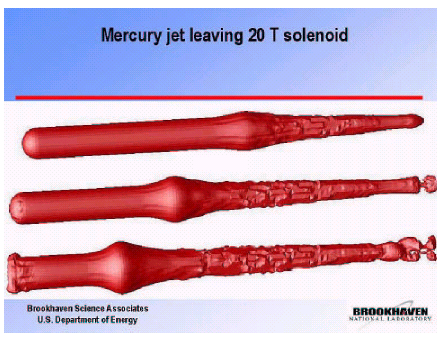 Mercury jet leaving 20 T solenoid
Brookhaven Science Associates
U.S. Department of Energy
BROOKHAVEN
NATIONAL LABORATORY